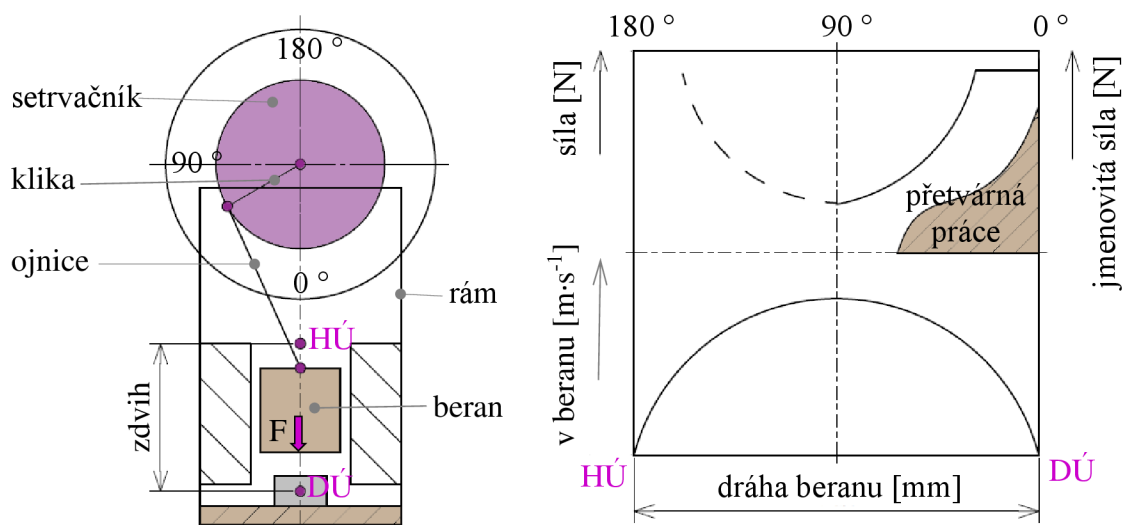 180 °
setrvačník
90 °
klika
ojnice
0 °
rám
HÚ
zdvih
beran
F
DÚ
180 °
90 °
0 °
síla [N]
jmenovitá síla [N]
přetvárná
práce
v beranu [m·s⁻¹]
HÚ
DÚ
dráha beranu [mm]